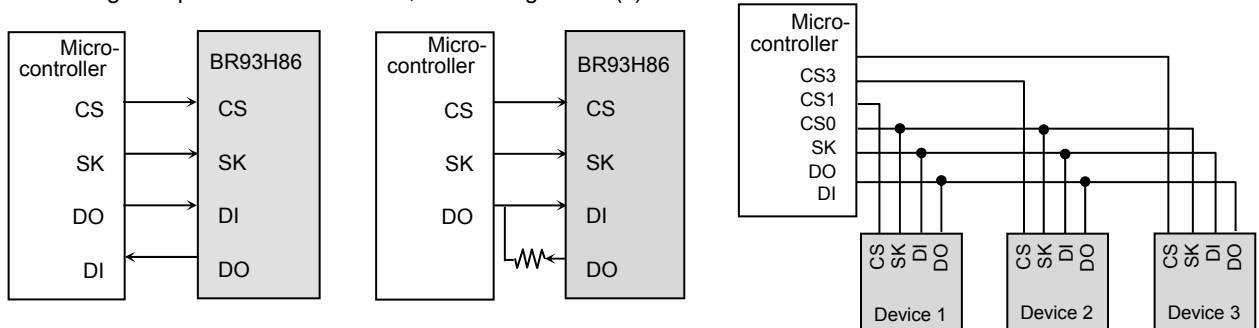 Micro-
controller
CS
SK
DO
DI
BR93H86
CS
SK
DI
DO
Micro-
controller
CS
SK
DO
BR93H86
CS
SK
DI
DO
Micro-
controller
CS3
CS1
CS0
SK
DO
DI
CS
SK
DI
DO
Device 1
CS
SK
DI
DO
Device 2
CS
SK
DI
DO
Device 3